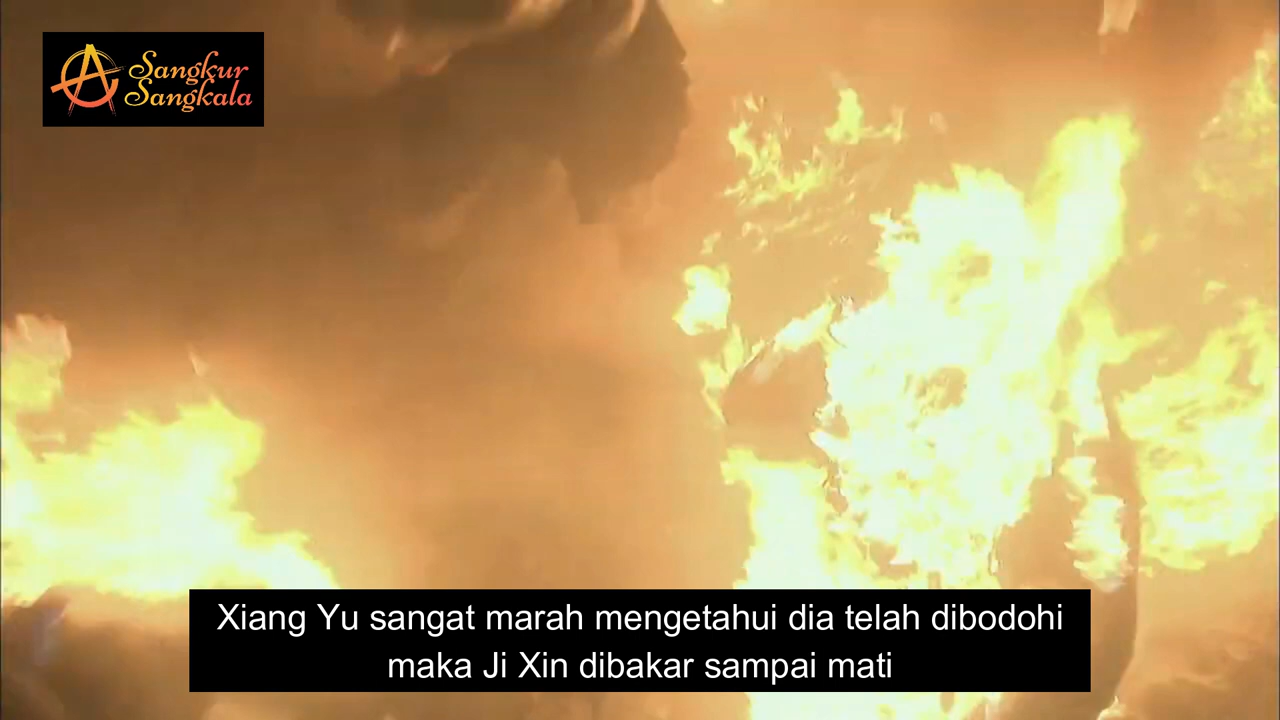 Sangkur
Sangkala
Xiang Yu sangat marah mengetahui dia telah dibodohi
maka Ji Xin dibakar sampai mati